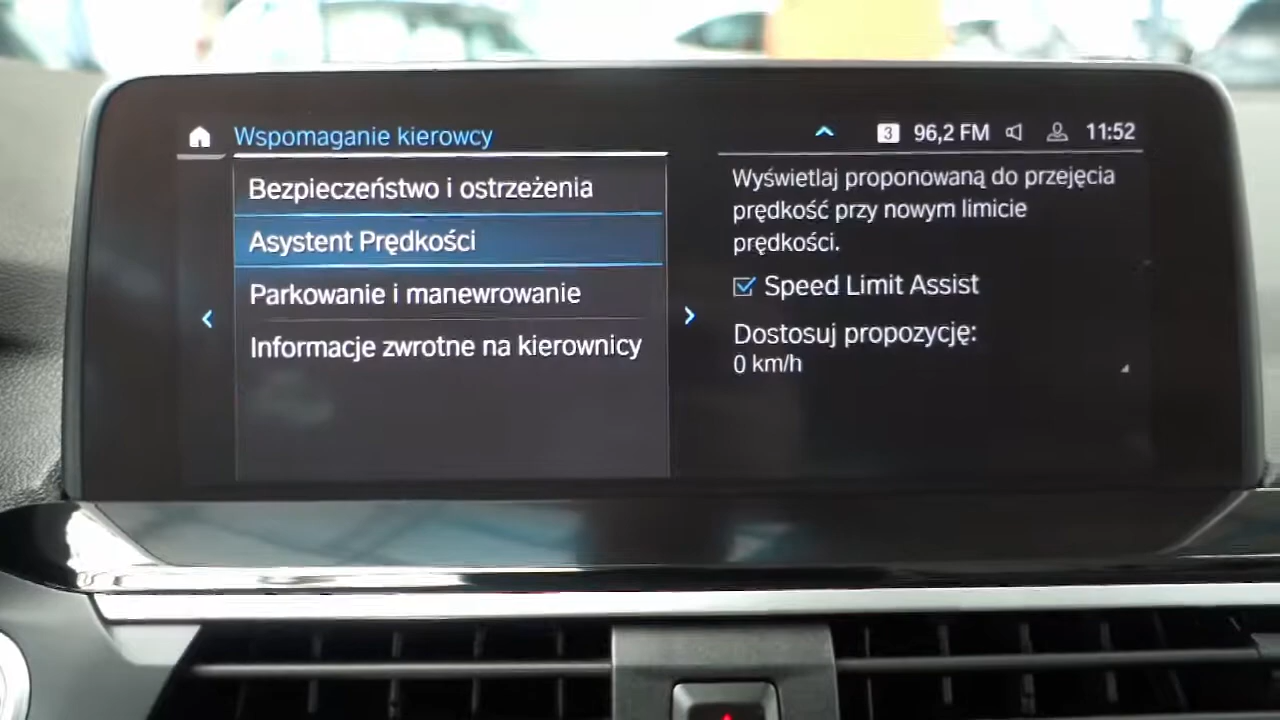 Wspomaganie kierowcy
3 96,2 FM 11:52
Bezpieczeństwo i ostrzeżenia
Asystent Prędkości
Parkowanie i manewrowanie
Informacje zwrotne na kierownicy
Wyświetlaj proponowaną do przejęcia
prędkość przy nowym limicie
prędkości.
Speed Limit Assist
Dostosuj propozycję:
0 km/h